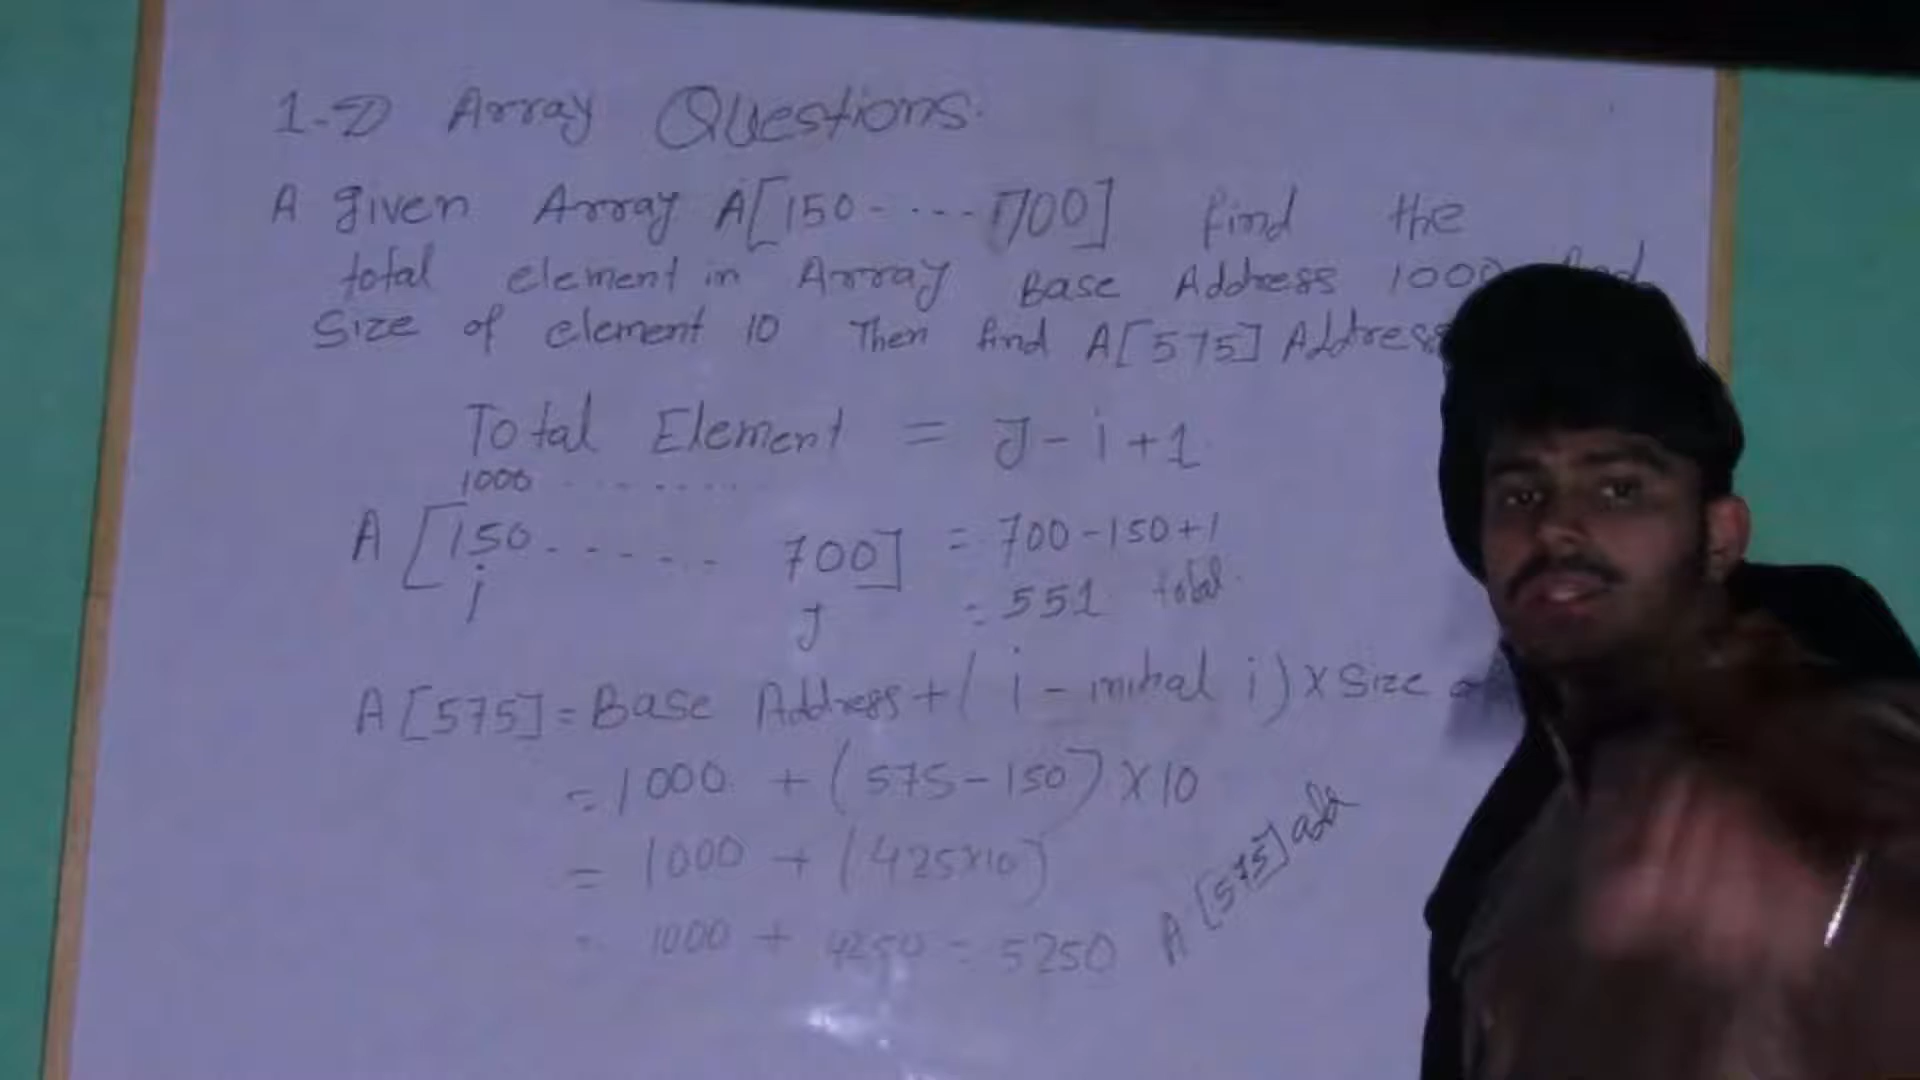 1-D Array Questions.
A given Array A[150-----700] find the
total element in Array Base Address 1000 and
Size of element 10 Then find A[575] Address
Total Element = J-i+1
1000 ........
A [150------ 700] = 700-150+1
i J = 551 total
A[575] = Base Address + ( i - initial i) x Size
= 1000 + (575-150) x 10
= 1000 + (425x10)
= 1000 + 4250 = 5250 A [575] adr